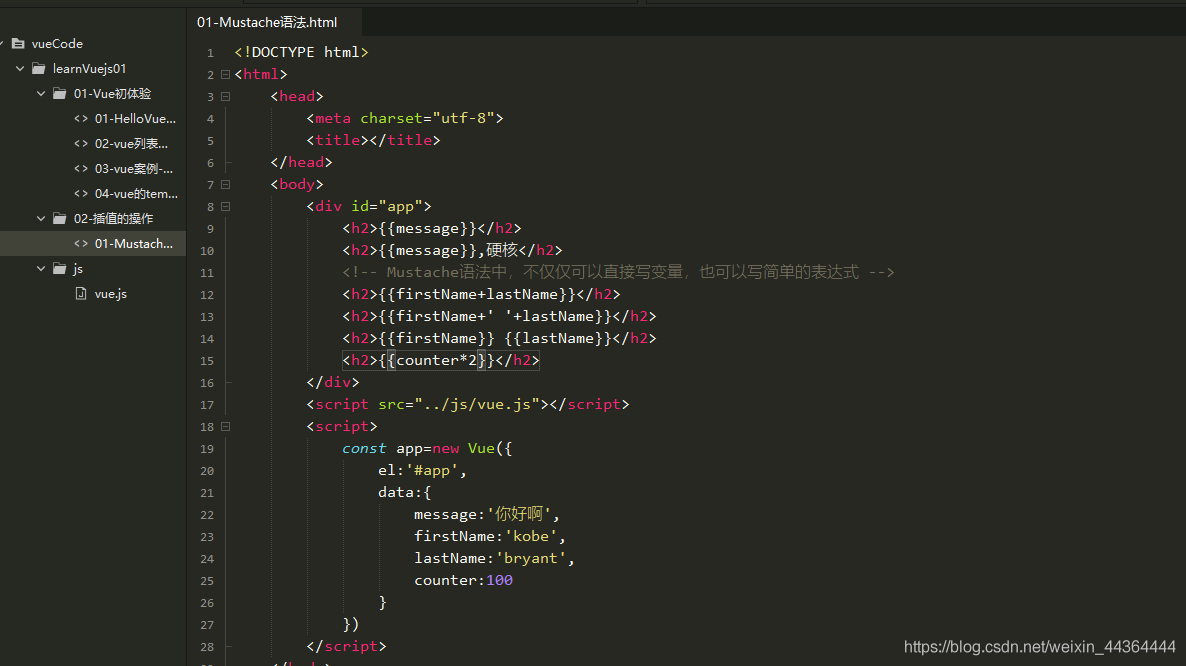 vueCode
learnVuejs01
01-Vue初体验
01-HelloVue...
02-vue列表...
03-vue案例-...
04-vue的tem...
02-插值的操作
01-Mustach...
js
vue.js
01-Mustache语法.html
1 <!DOCTYPE html>
2 <html>
3 <head>
4 <meta charset="utf-8">
5 <title></title>
6 </head>
7 <body>
8 <div id="app">
9 <h2>{{message}}</h2>
10 <h2>{{message}},硬核</h2>
11 <!-- Mustache语法中，不仅仅可以直接写变量，也可以写简单的表达式 -->
12 <h2>{{firstName+lastName}}</h2>
13 <h2>{{firstName+' '+lastName}}</h2>
14 <h2>{{firstName}} {{lastName}}</h2>
15 <h2>{{counter*2}}</h2>
16 </div>
17 <script src="../js/vue.js"></script>
18 <script>
19 const app=new Vue({
20 el:'#app',
21 data:{
22 message:'你好啊',
23 firstName:'kobe',
24 lastName:'bryant',
25 counter:100
26 }
27 })
28 </script>
https://blog.csdn.net/weixin_44364444